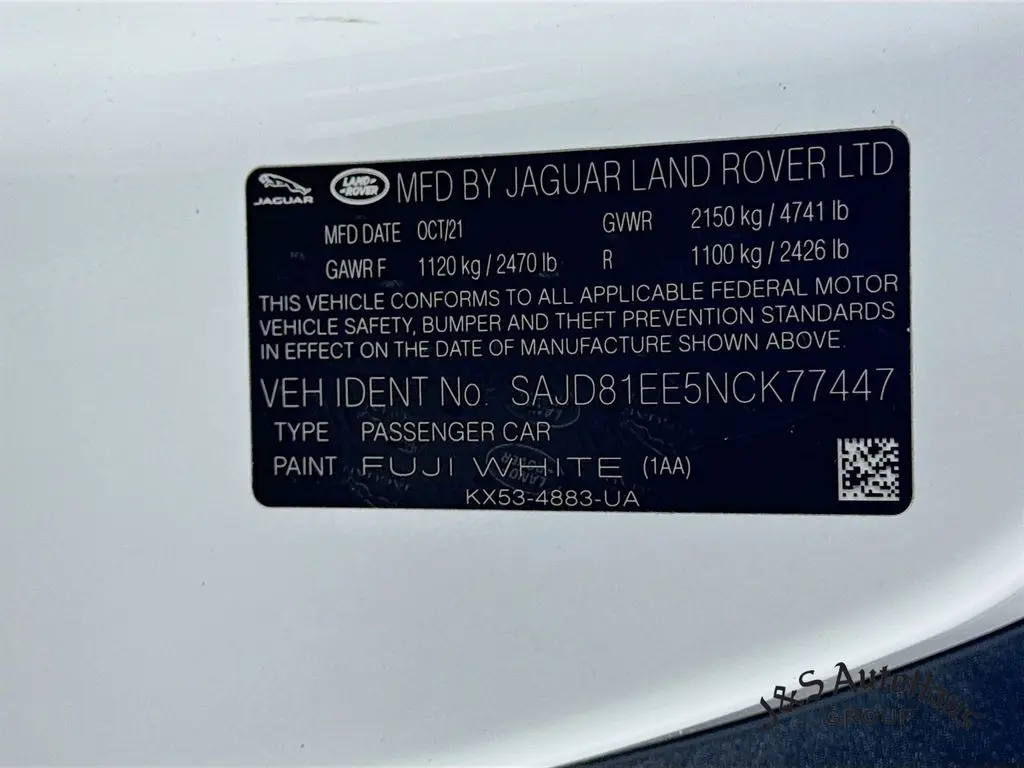 JAGUAR LAND ROVER MFD BY JAGUAR LAND ROVER LTD
MFD DATE OCT/21 GVWR 2150 kg / 4741 lb
GAWR F 1120 kg / 2470 lb R 1100 kg / 2426 lb
THIS VEHICLE CONFORMS TO ALL APPLICABLE FEDERAL MOTOR
VEHICLE SAFETY, BUMPER AND THEFT PREVENTION STANDARDS
IN EFFECT ON THE DATE OF MANUFACTURE SHOWN ABOVE.
VEH IDENT No. SAJD81EE5NCK77447
TYPE PASSENGER CAR
PAINT FUJI WHITE (1AA)
KX53-4883-UA
J&S AutoHaus
GROUP